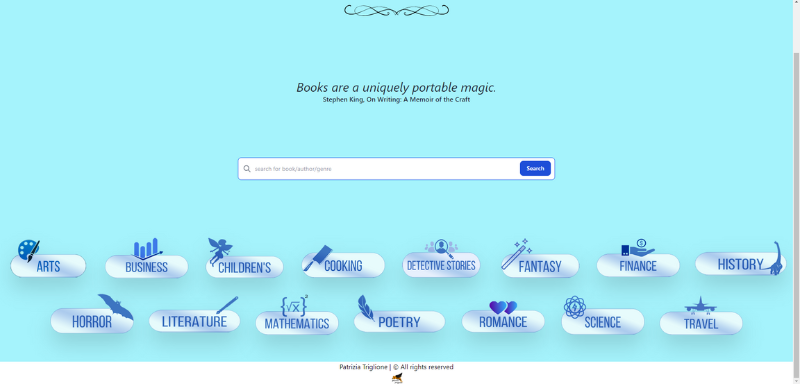 Books are a uniquely portable magic.
Stephen King, On Writing: A Memoir of the Craft
search for book/author/genre
Search
ARTS
BUSINESS
CHILDREN'S
COOKING
DETECTIVE STORIES
FANTASY
FINANCE
HISTORY
HORROR
LITERATURE
{√x}²
MATHEMATICS
POETRY
ROMANCE
SCIENCE
TRAVEL
Patrizia Triglione | © All rights reserved